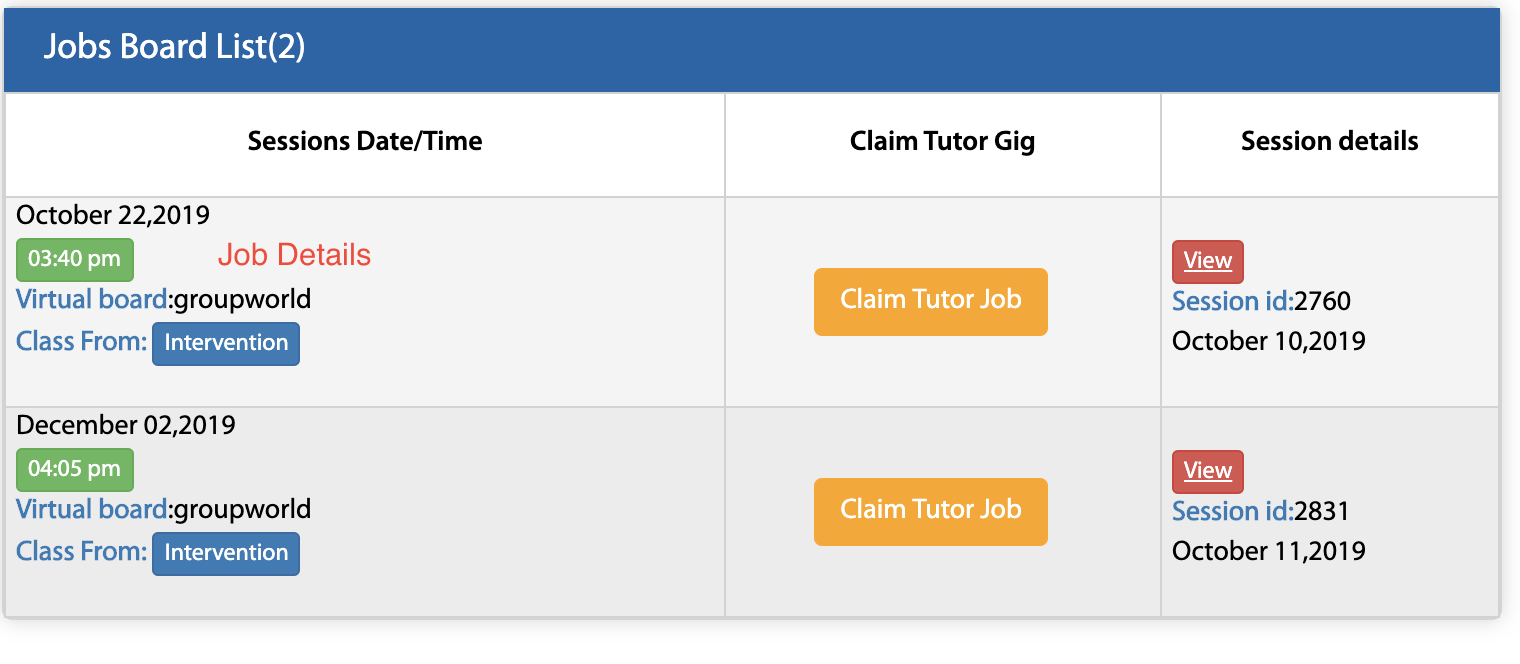 Jobs Board List(2)
Sessions Date/Time
Claim Tutor Gig
Session details
October 22,2019
03:40 pm
Job Details
Virtual board:groupworld
Class From: Intervention
Claim Tutor Job
View
Session id:2760
October 10,2019
December 02,2019
04:05 pm
Virtual board:groupworld
Class From: Intervention
Claim Tutor Job
View
Session id:2831
October 11,2019